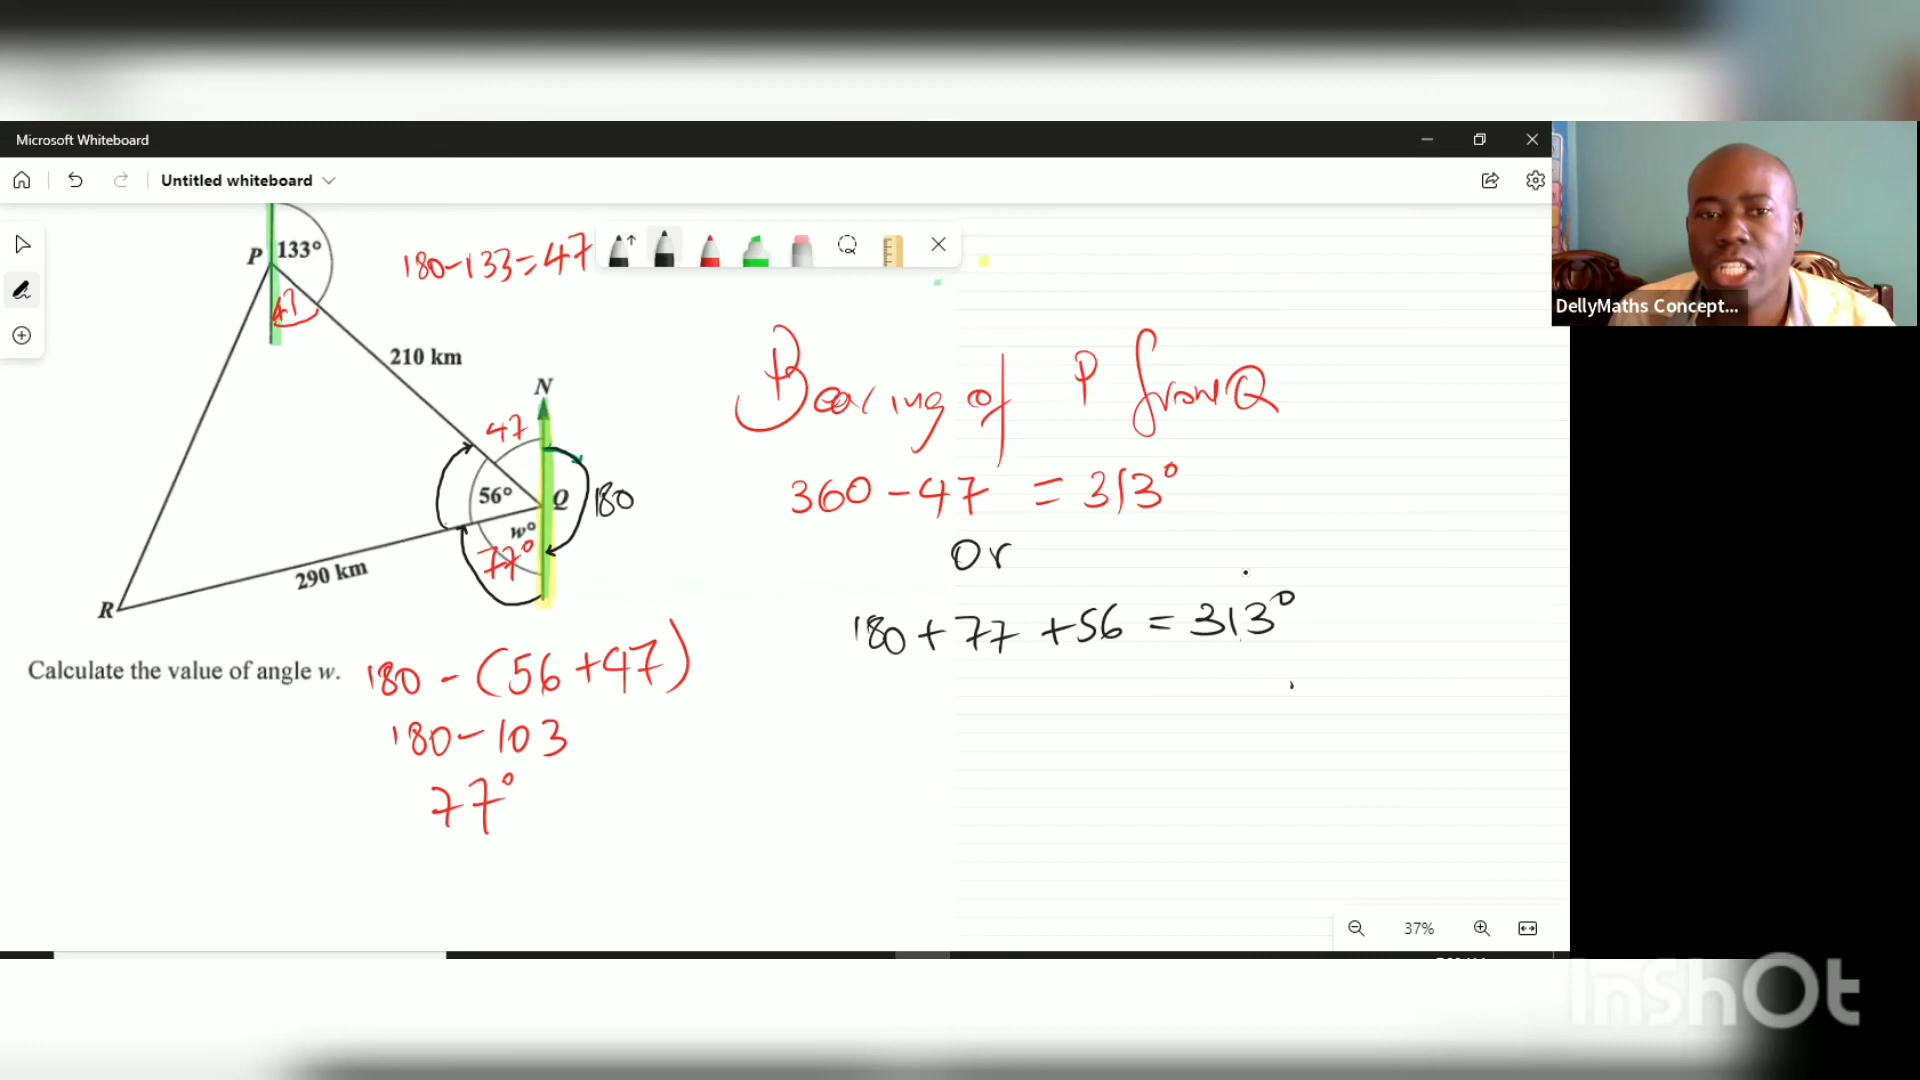 Microsoft Whiteboard
Untitled whiteboard
DellyMaths Concept...
P 133°
180-133=47
47
210 km
N
47
56°
Q
180
w°
77°
290 km
R
Bearing of P from Q
360-47 = 313°
Or
180+77+56 = 313°
Calculate the value of angle w.
180-(56+47)
180-103
77°
37%
InShOt